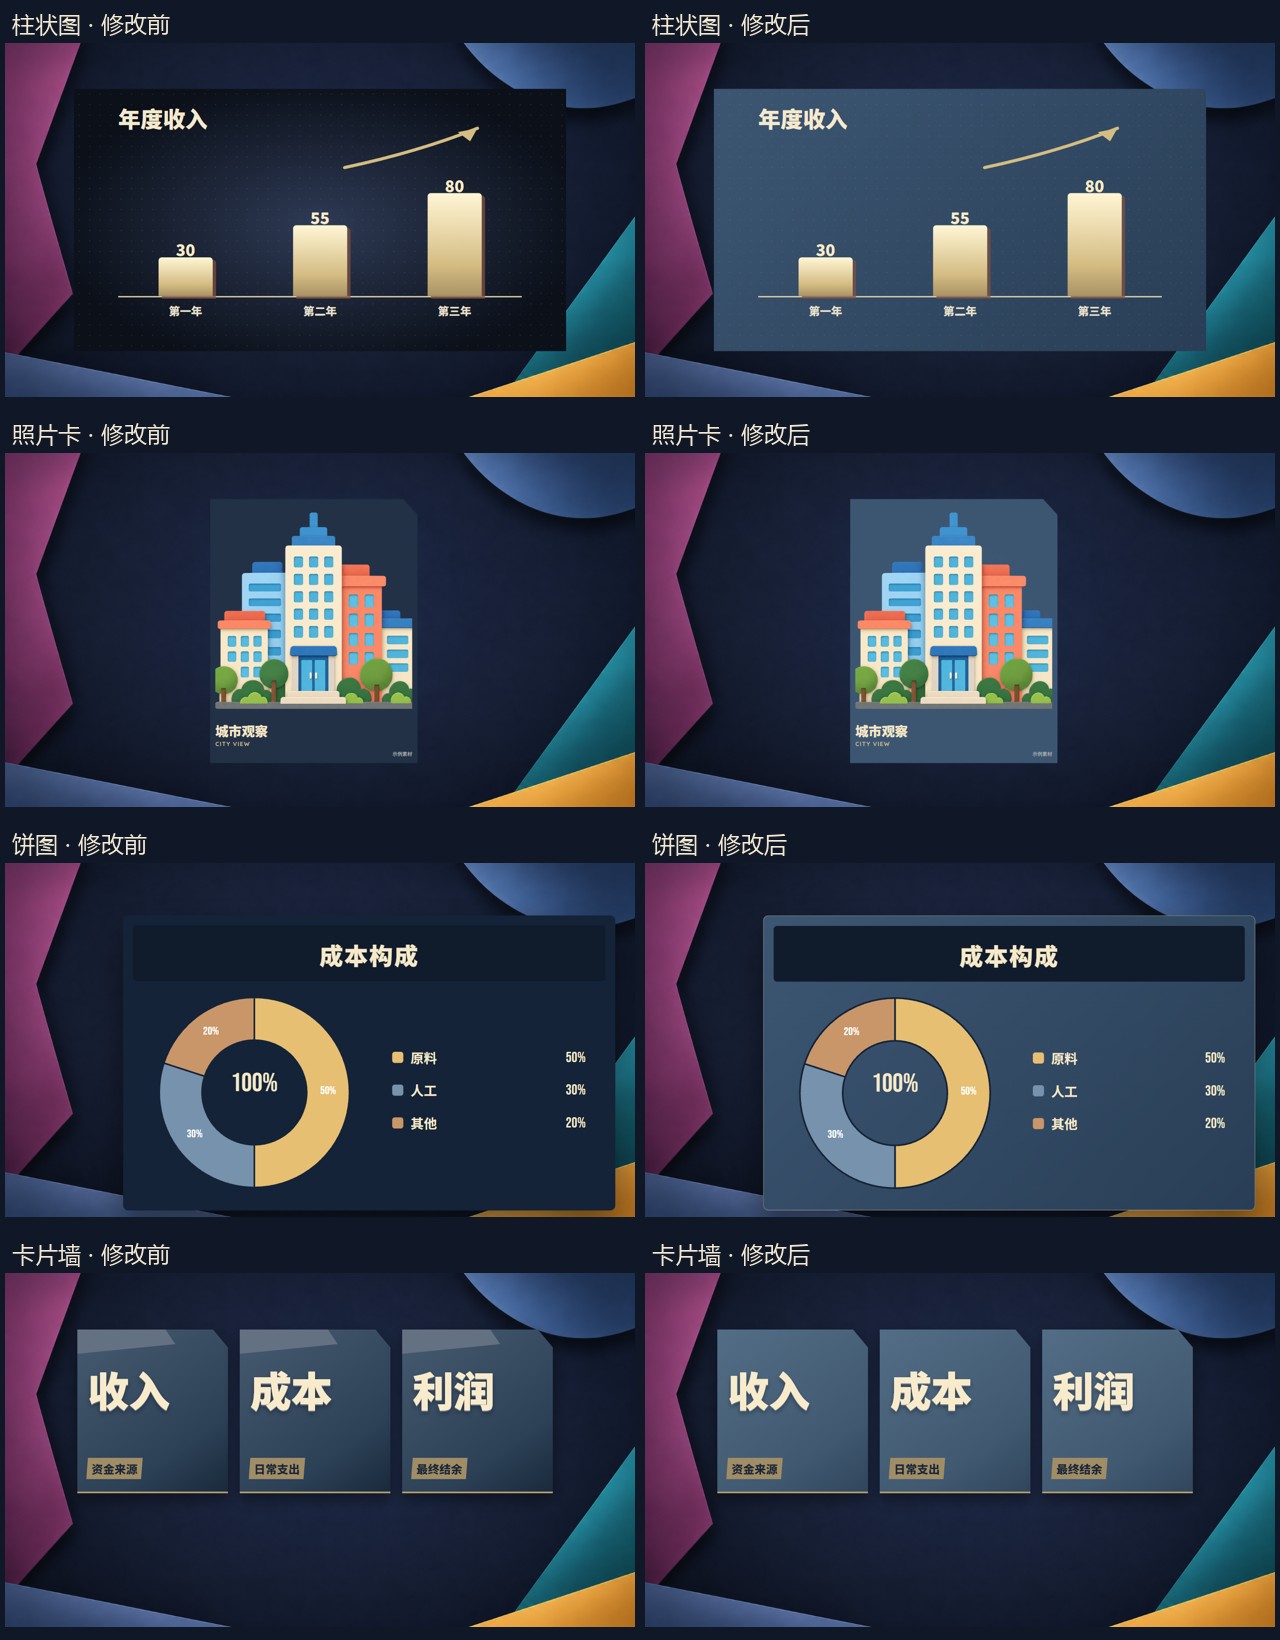 柱状图 · 修改前
柱状图 · 修改后
年度收入
30
55
80
第一年
第二年
第三年
年度收入
30
55
80
第一年
第二年
第三年
照片卡 · 修改前
照片卡 · 修改后
城市观察
CITY VIEW
示例素材
城市观察
CITY VIEW
示例素材
饼图 · 修改前
饼图 · 修改后
成本构成
20%
50%
30%
100%
原料 50%
人工 30%
其他 20%
成本构成
20%
50%
30%
100%
原料 50%
人工 30%
其他 20%
卡片墙 · 修改前
卡片墙 · 修改后
收入
资金来源
成本
日常支出
利润
最终结余
收入
资金来源
成本
日常支出
利润
最终结余